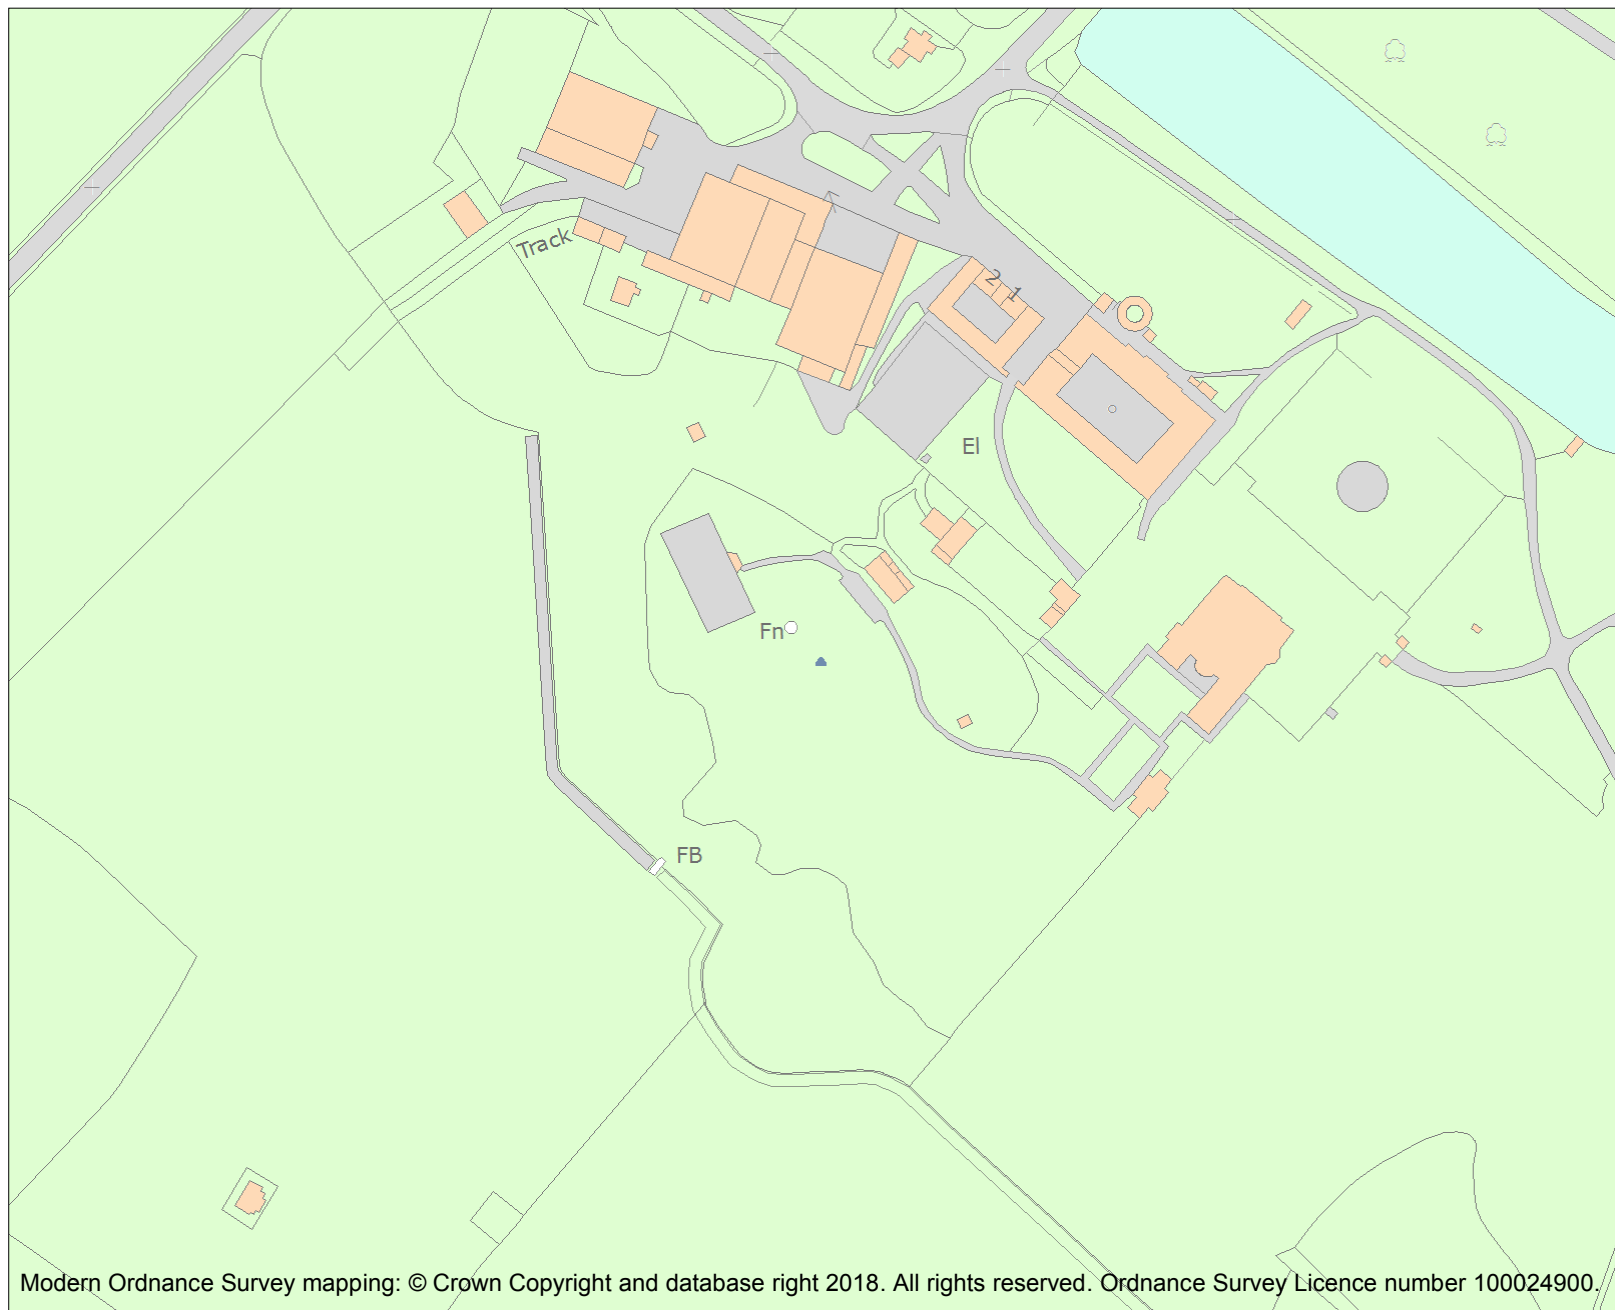 Track
2
1
El
Fn
FB
Modern Ordnance Survey mapping: © Crown Copyright and database right 2018. All rights reserved. Ordnance Survey Licence number 100024900.